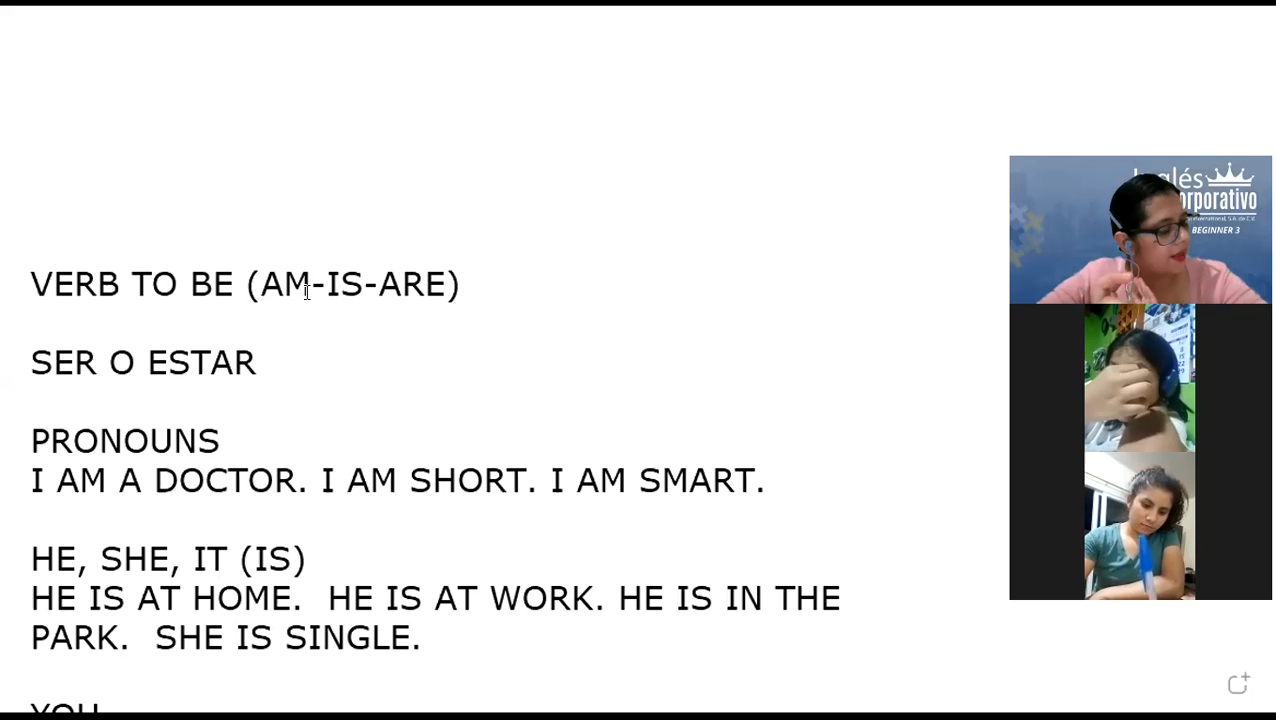 VERB TO BE (AM-IS-ARE)
SER O ESTAR
PRONOUNS
I AM A DOCTOR. I AM SHORT. I AM SMART.
HE, SHE, IT (IS)
HE IS AT HOME.  HE IS AT WORK. HE IS IN THE
PARK.  SHE IS SINGLE.
YOU
BEGINNER 3